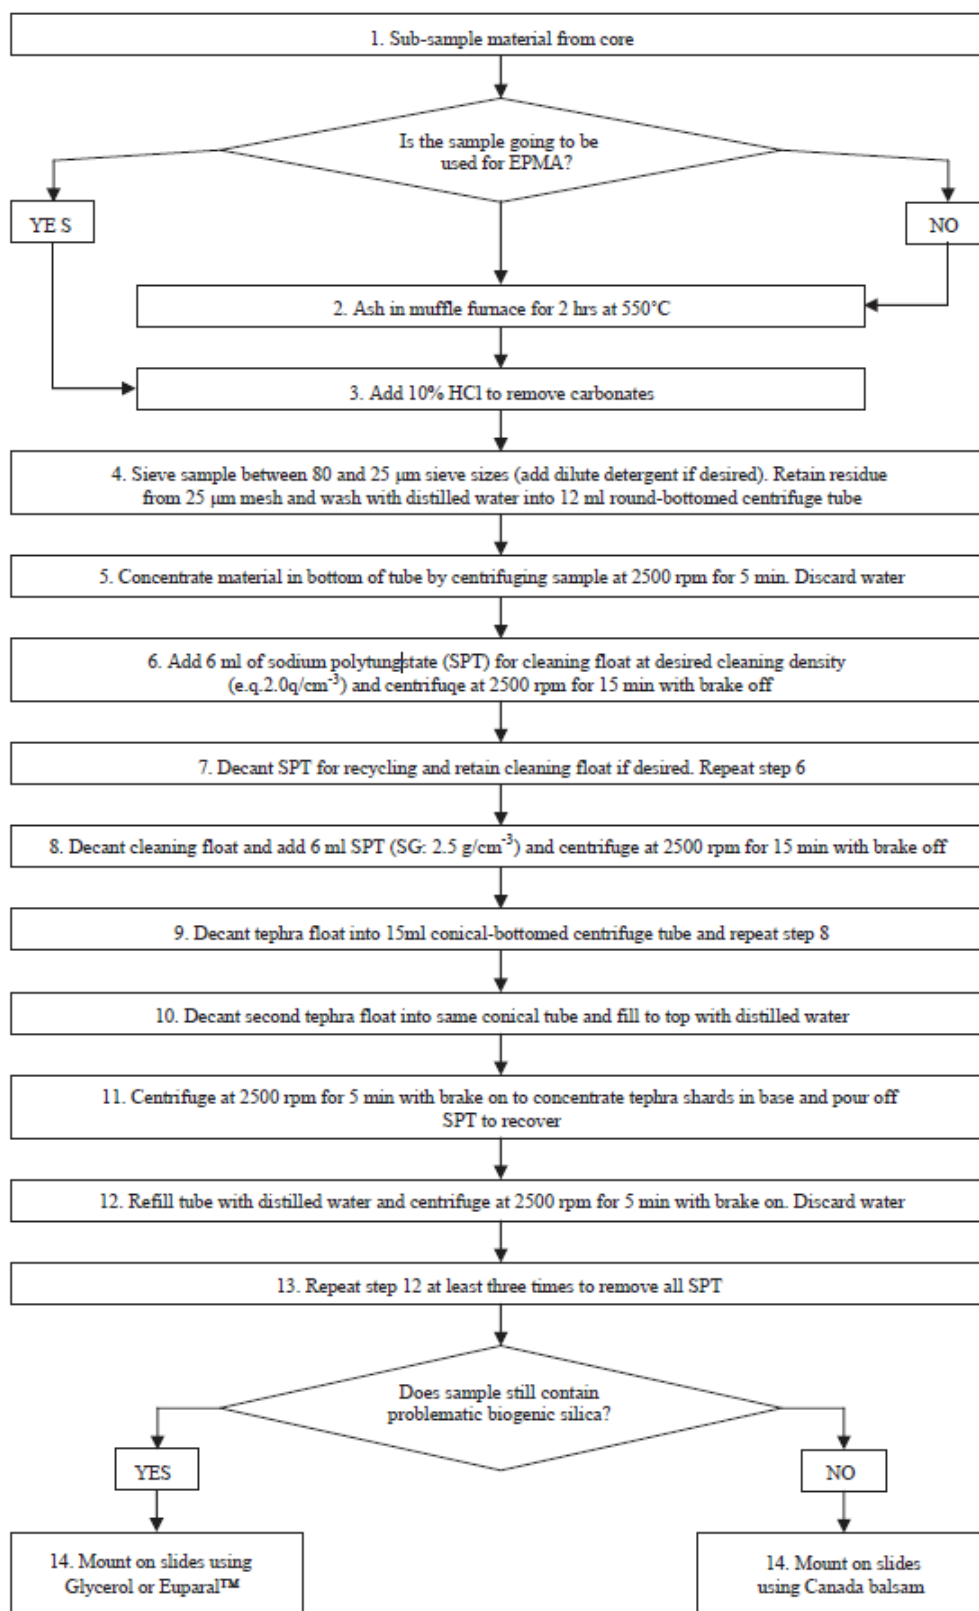 1. Sub-sample material from core
Is the sample going to be
used for EPMA?
YE S
NO
2. Ash in muffle furnace for 2 hrs at 550°C
3. Add 10% HCl to remove carbonates
4. Sieve sample between 80 and 25 µm sieve sizes (add dilute detergent if desired). Retain residue
from 25 µm mesh and wash with distilled water into 12 ml round-bottomed centrifuge tube
5. Concentrate material in bottom of tube by centrifuging sample at 2500 rpm for 5 min. Discard water
6. Add 6 ml of sodium polytungstate (SPT) for cleaning float at desired cleaning density
(e.q.2.0q/cm⁻³) and centrifuqe at 2500 rpm for 15 min with brake off
7. Decant SPT for recycling and retain cleaning float if desired. Repeat step 6
8. Decant cleaning float and add 6 ml SPT (SG: 2.5 g/cm⁻³) and centrifuge at 2500 rpm for 15 min with brake off
9. Decant tephra float into 15ml conical-bottomed centrifuge tube and repeat step 8
10. Decant second tephra float into same conical tube and fill to top with distilled water
11. Centrifuge at 2500 rpm for 5 min with brake on to concentrate tephra shards in base and pour off
SPT to recover
12. Refill tube with distilled water and centrifuge at 2500 rpm for 5 min with brake on. Discard water
13. Repeat step 12 at least three times to remove all SPT
Does sample still contain
problematic biogenic silica?
YES
NO
14. Mount on slides using
Glycerol or Euparal™
14. Mount on slides
using Canada balsam